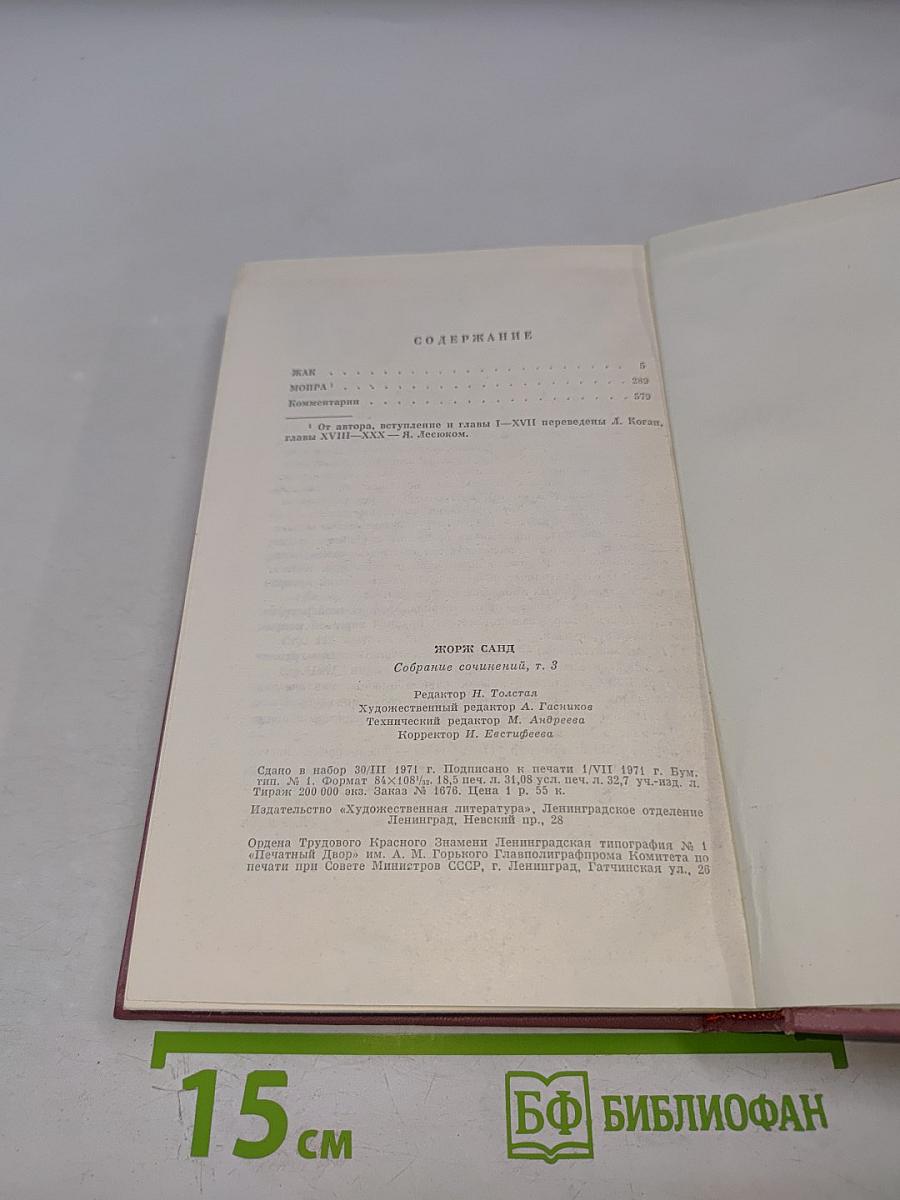 СОДЕРЖАНИЕ
ЖАК . . . . . . . . . . . . . . . . . . . . . . 5
МОПРА ¹ . . . . . . . . . . . . . . . . . . . . 289
Комментарии . . . . . . . . . . . . . . . . . . 579
¹ От автора, вступление и главы I—XVII переведены Л. Коган,
главы XVIII—XXX — Я. Лесюком.
ЖОРЖ САНД
Собрание сочинений, т. 3
Редактор Н. Толстая
Художественный редактор А. Гасников
Технический редактор М. Андреева
Корректор И. Евстифеева
Сдано в набор 30/III 1971 г. Подписано к печати 1/VII 1971 г. Бум.
тип. № 1. Формат 84×108¹/₃₂. 18,5 печ. л. 31,08 усл. печ. л. 32,7 уч.-изд. л.
Тираж 200 000 экз. Заказ № 1676. Цена 1 р. 55 к.
Издательство «Художественная литература», Ленинградское отделение
Ленинград, Невский пр., 28
Ордена Трудового Красного Знамени Ленинградская типография № 1
«Печатный Двор» им. А. М. Горького Главполиграфпрома Комитета по
печати при Совете Министров СССР, г. Ленинград, Гатчинская ул., 26
15 см
БФ БИБЛИОФАН